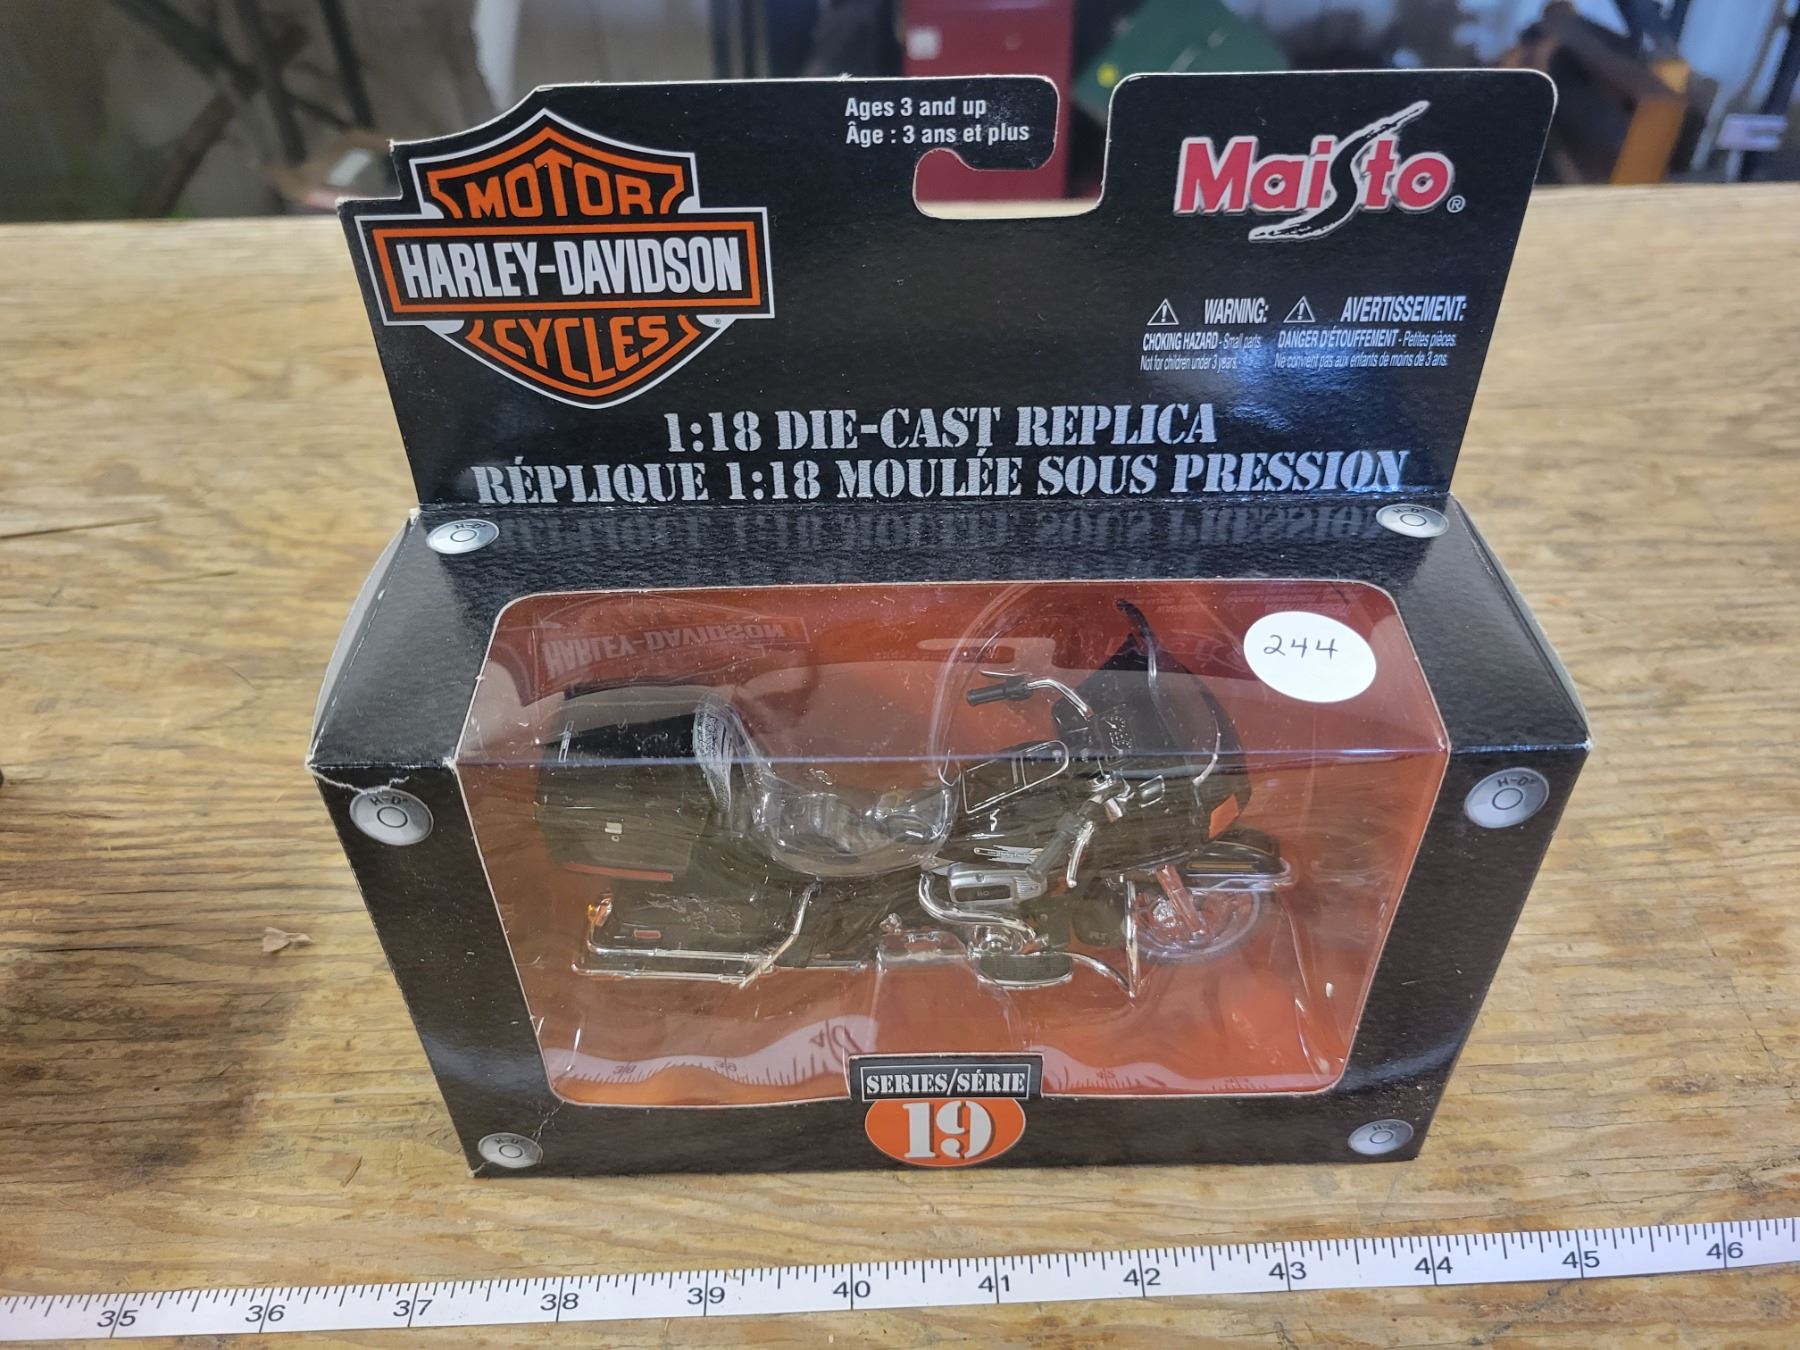 Ages 3 and up
Âge : 3 ans et plus
MOTOR
HARLEY-DAVIDSON
CYCLES
®
Maisto®
WARNING:
CHOKING HAZARD - Small parts.
Not for children under 3 years.
AVERTISSEMENT:
DANGER D'ÉTOUFFEMENT - Petites pièces.
Ne convient pas aux enfants de moins de 3 ans.
1:18 DIE-CAST REPLICA
RÉPLIQUE 1:18 MOULÉE SOUS PRESSION
H-D®
H-D®
244
H-D®
H-D®
SERIES/SÉRIE
19
H-D®
H-D®
35 36 37 38 39 40 41 42 43 44 45 46